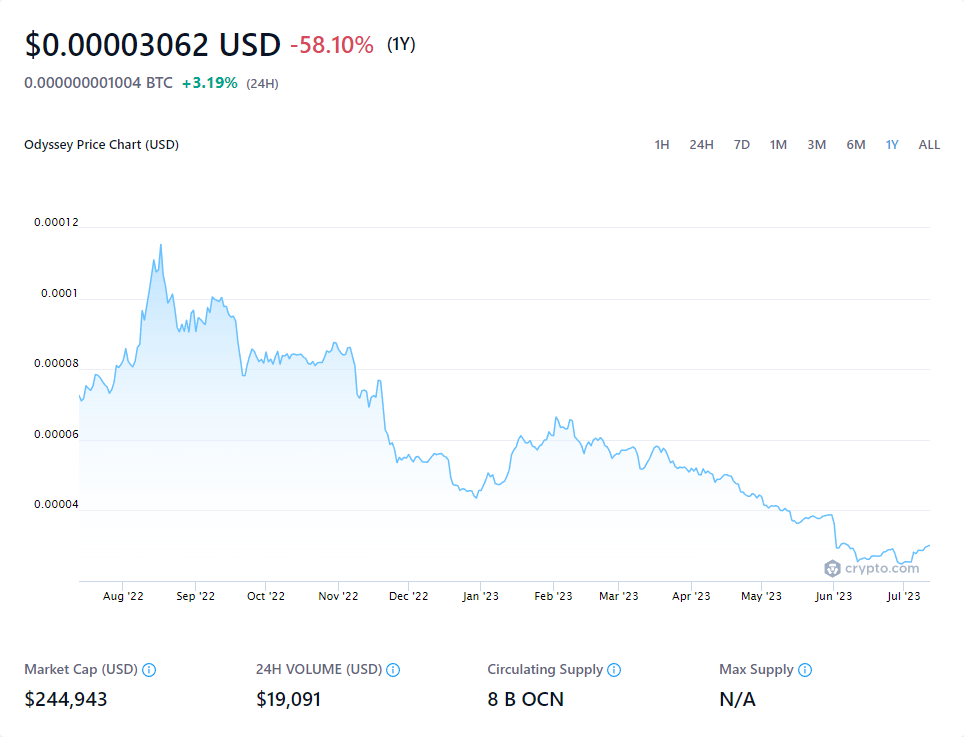 $0.00003062 USD -58.10% (1Y)
0.000000001004 BTC +3.19% (24H)
Odyssey Price Chart (USD) 1H 24H 7D 1M 3M 6M 1Y ALL
0.00012
0.0001
0.00008
0.00006
0.00004
crypto.com
Aug '22 Sep '22 Oct '22 Nov '22 Dec '22 Jan '23 Feb '23 Mar '23 Apr '23 May '23 Jun '23 Jul '23
Market Cap (USD) 24H VOLUME (USD) Circulating Supply Max Supply
$244,943 $19,091 8 B OCN N/A